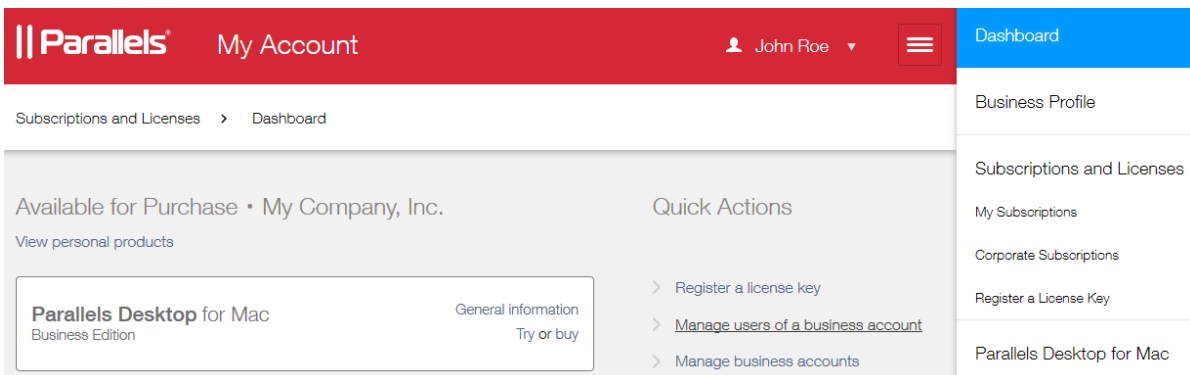 || Parallels® My Account John Roe ▼
Subscriptions and Licenses > Dashboard
Available for Purchase • My Company, Inc.
View personal products
Parallels Desktop for Mac
Business Edition
General information
Try or buy
Quick Actions
> Register a license key
> Manage users of a business account
> Manage business accounts
Dashboard
Business Profile
Subscriptions and Licenses
My Subscriptions
Corporate Subscriptions
Register a License Key
Parallels Desktop for Mac